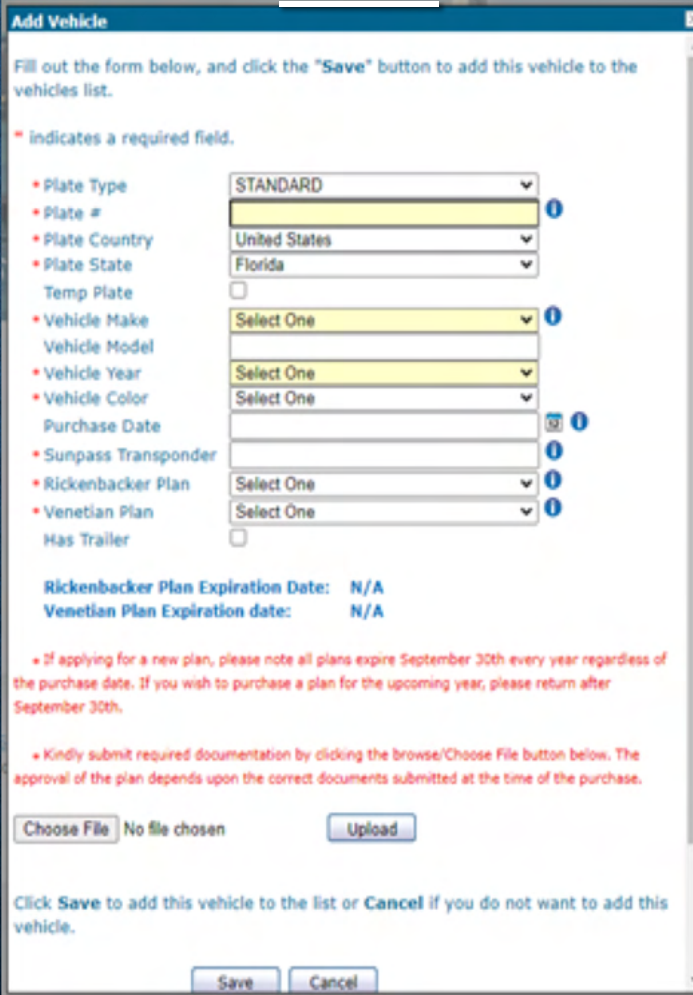 Add Vehicle
Fill out the form below, and click the "Save" button to add this vehicle to the
vehicles list.
* indicates a required field.
* Plate Type STANDARD
* Plate #
* Plate Country United States
* Plate State Florida
Temp Plate
* Vehicle Make Select One
Vehicle Model
* Vehicle Year Select One
* Vehicle Color Select One
Purchase Date
* Sunpass Transponder
* Rickenbacker Plan Select One
* Venetian Plan Select One
Has Trailer
Rickenbacker Plan Expiration Date: N/A
Venetian Plan Expiration date: N/A
* If applying for a new plan, please note all plans expire September 30th every year regardless of
the purchase date. If you wish to purchase a plan for the upcoming year, please return after
September 30th.
* Kindly submit required documentation by clicking the browse/Choose File button below. The
approval of the plan depends upon the correct documents submitted at the time of the purchase.
Choose File No file chosen Upload
Click Save to add this vehicle to the list or Cancel if you do not want to add this
vehicle.
Save Cancel